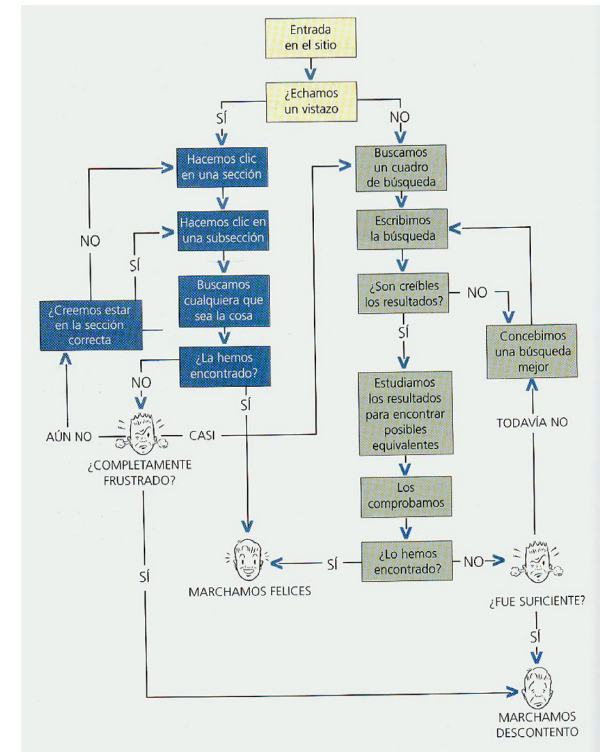 Entrada
en el sitio
¿Echamos
un vistazo
SÍ
NO
Hacemos clic
en una sección
Buscamos
un cuadro
de búsqueda
Hacemos clic en
una subsección
Escribimos
la búsqueda
NO
SÍ
Buscamos
cualquiera que
sea la cosa
¿Son creíbles
los resultados?
NO
¿Creemos estar
en la sección
correcta
SÍ
Concebimos
una búsqueda
mejor
¿La hemos
encontrado?
NO
SÍ
Estudiamos
los resultados
para encontrar
posibles
equivalentes
AÚN NO
CASI
TODAVÍA NO
¿COMPLETAMENTE
FRUSTRADO?
Los
comprobamos
¿Lo hemos
encontrado?
SÍ
NO
MARCHAMOS FELICES
SÍ
¿FUE SUFICIENTE?
SÍ
MARCHAMOS
DESCONTENTO